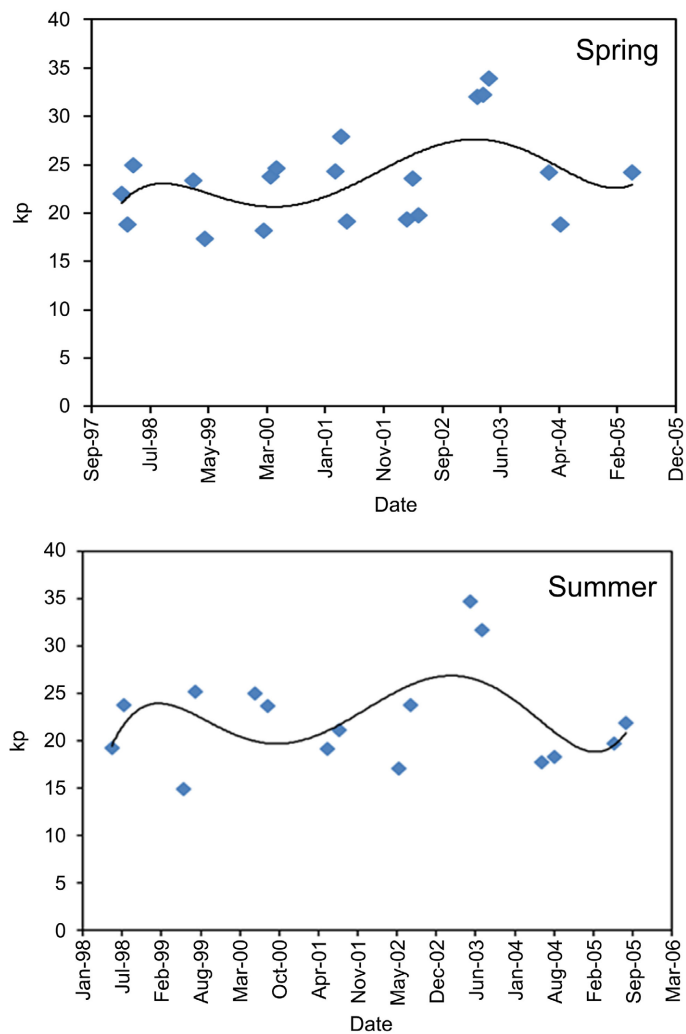 40
Spring
35
30
25
kp
20
15
10
5
0
Sep-97
Jul-98
May-99
Mar-00
Jan-01
Nov-01
Sep-02
Jun-03
Apr-04
Feb-05
Dec-05
Date
40
Summer
35
30
25
kp
20
15
10
5
0
Jan-98
Jul-98
Feb-99
Aug-99
Mar-00
Oct-00
Apr-01
Nov-01
May-02
Dec-02
Jun-03
Jan-04
Aug-04
Feb-05
Sep-05
Mar-06
Date